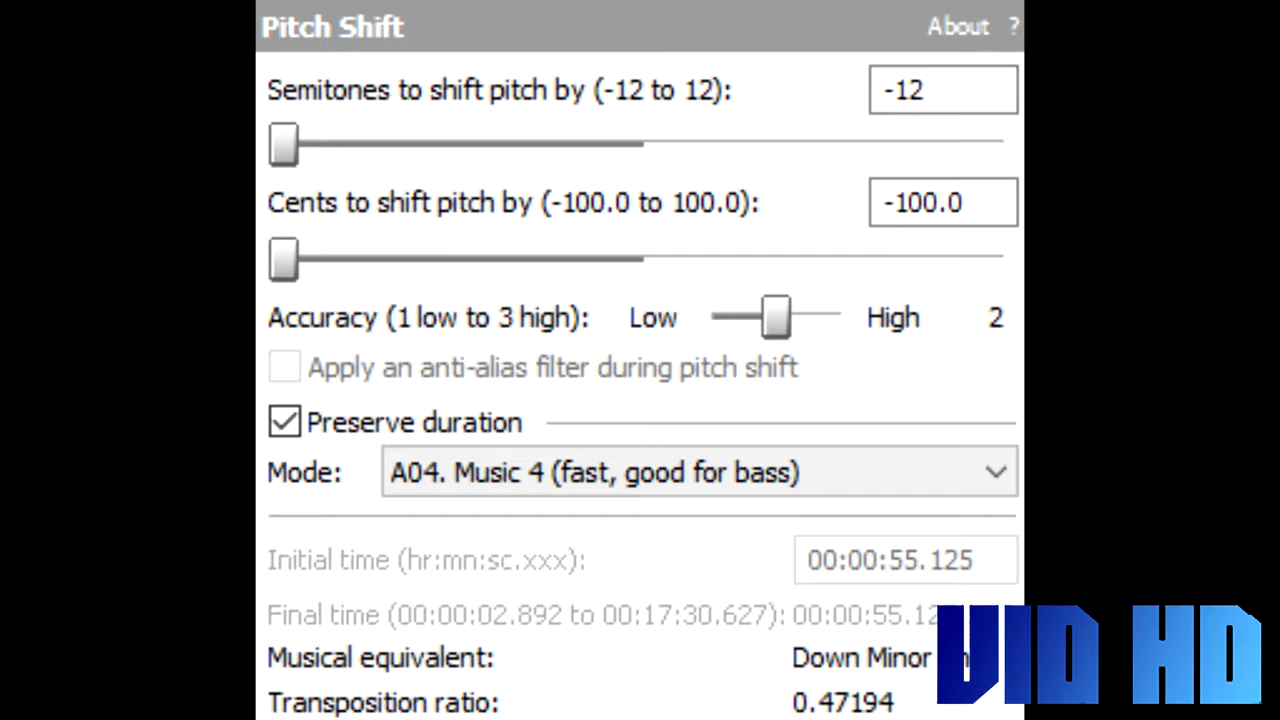 Pitch Shift About ?
Semitones to shift pitch by (-12 to 12): -12
Cents to shift pitch by (-100.0 to 100.0): -100.0
Accuracy (1 low to 3 high): Low High 2
Apply an anti-alias filter during pitch shift
Preserve duration
Mode: A04. Music 4 (fast, good for bass)
Initial time (hr:mn:sc.xxx): 00:00:55.125
Final time (00:00:02.892 to 00:17:30.627): 00:00:55.12
Musical equivalent: Down Minor
Transposition ratio: 0.47194
VID HD